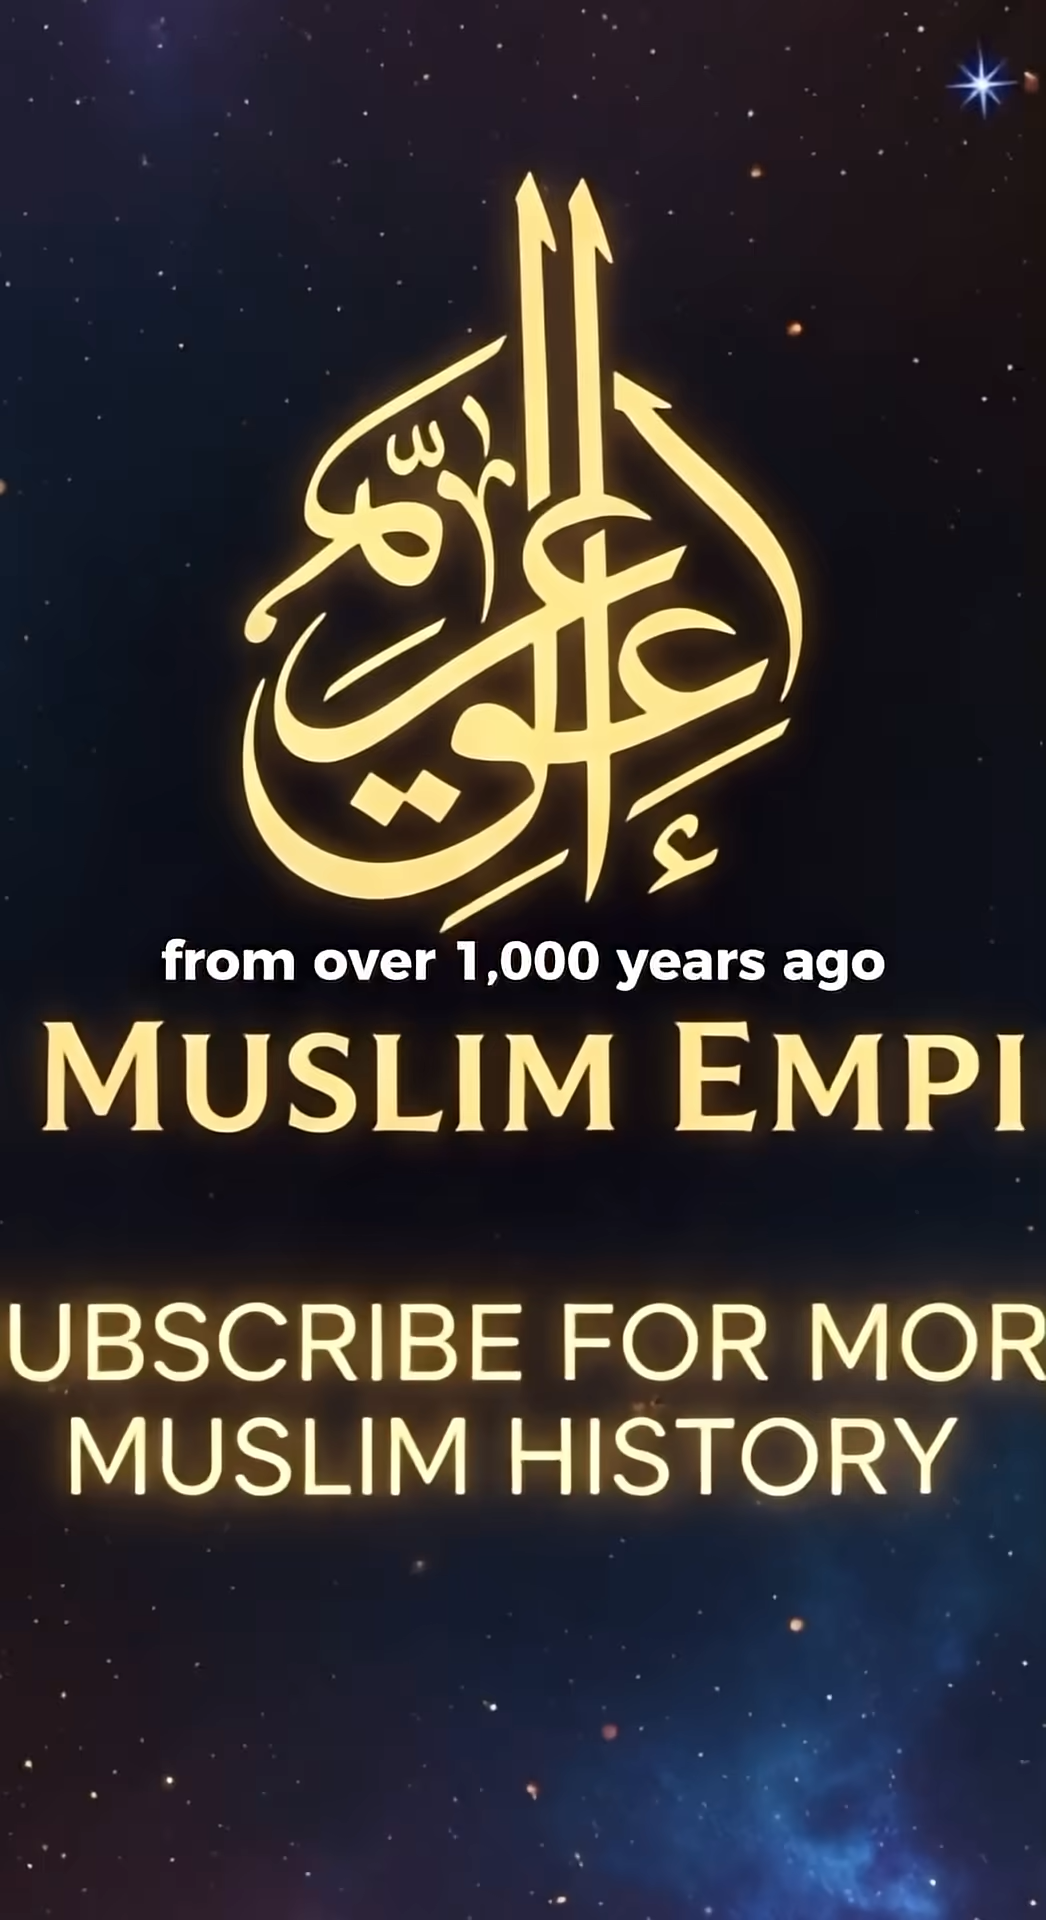 from over 1,000 years ago
MUSLIM EMPI
UBSCRIBE FOR MOR
MUSLIM HISTORY